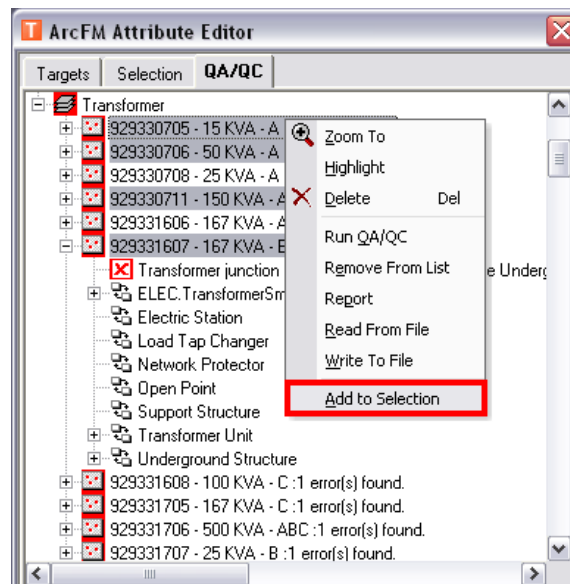 ArcFM Attribute Editor
Targets Selection QA/QC
Transformer
929330705 - 15 KVA - A
929330706 - 50 KVA - A
929330708 - 25 KVA - A
929330711 - 150 KVA - A
929331606 - 167 KVA - A
929331607 - 167 KVA - B
Transformer junction e Underg
ELEC.TransformerSm
Electric Station
Load Tap Changer
Network Protector
Open Point
Support Structure
Transformer Unit
Underground Structure
929331608 - 100 KVA - C :1 error(s) found.
929331705 - 167 KVA - C :1 error(s) found.
929331706 - 500 KVA - ABC :1 error(s) found.
929331707 - 25 KVA - B :1 error(s) found.
Zoom To
Highlight
Delete Del
Run QA/QC
Remove From List
Report
Read From File
Write To File
Add to Selection